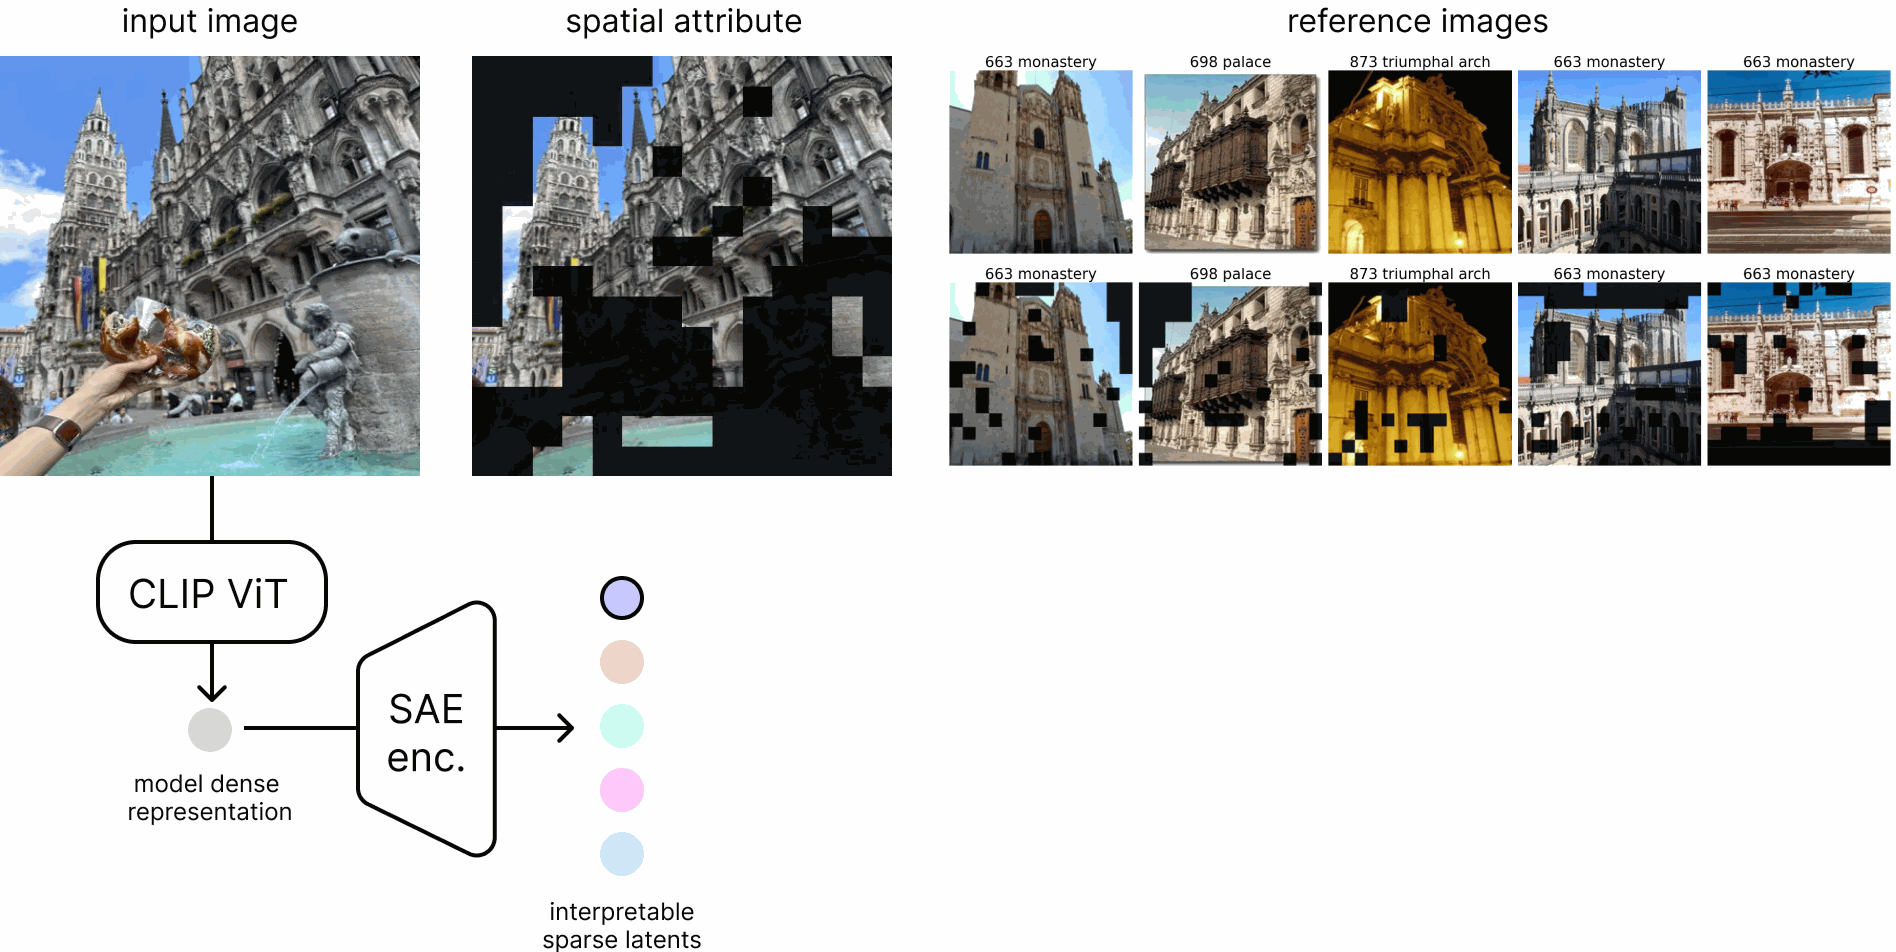 input image
spatial attribute
reference images
663 monastery
698 palace
873 triumphal arch
663 monastery
663 monastery
663 monastery
698 palace
873 triumphal arch
663 monastery
663 monastery
CLIP ViT
SAE
enc.
model dense
representation
interpretable
sparse latents